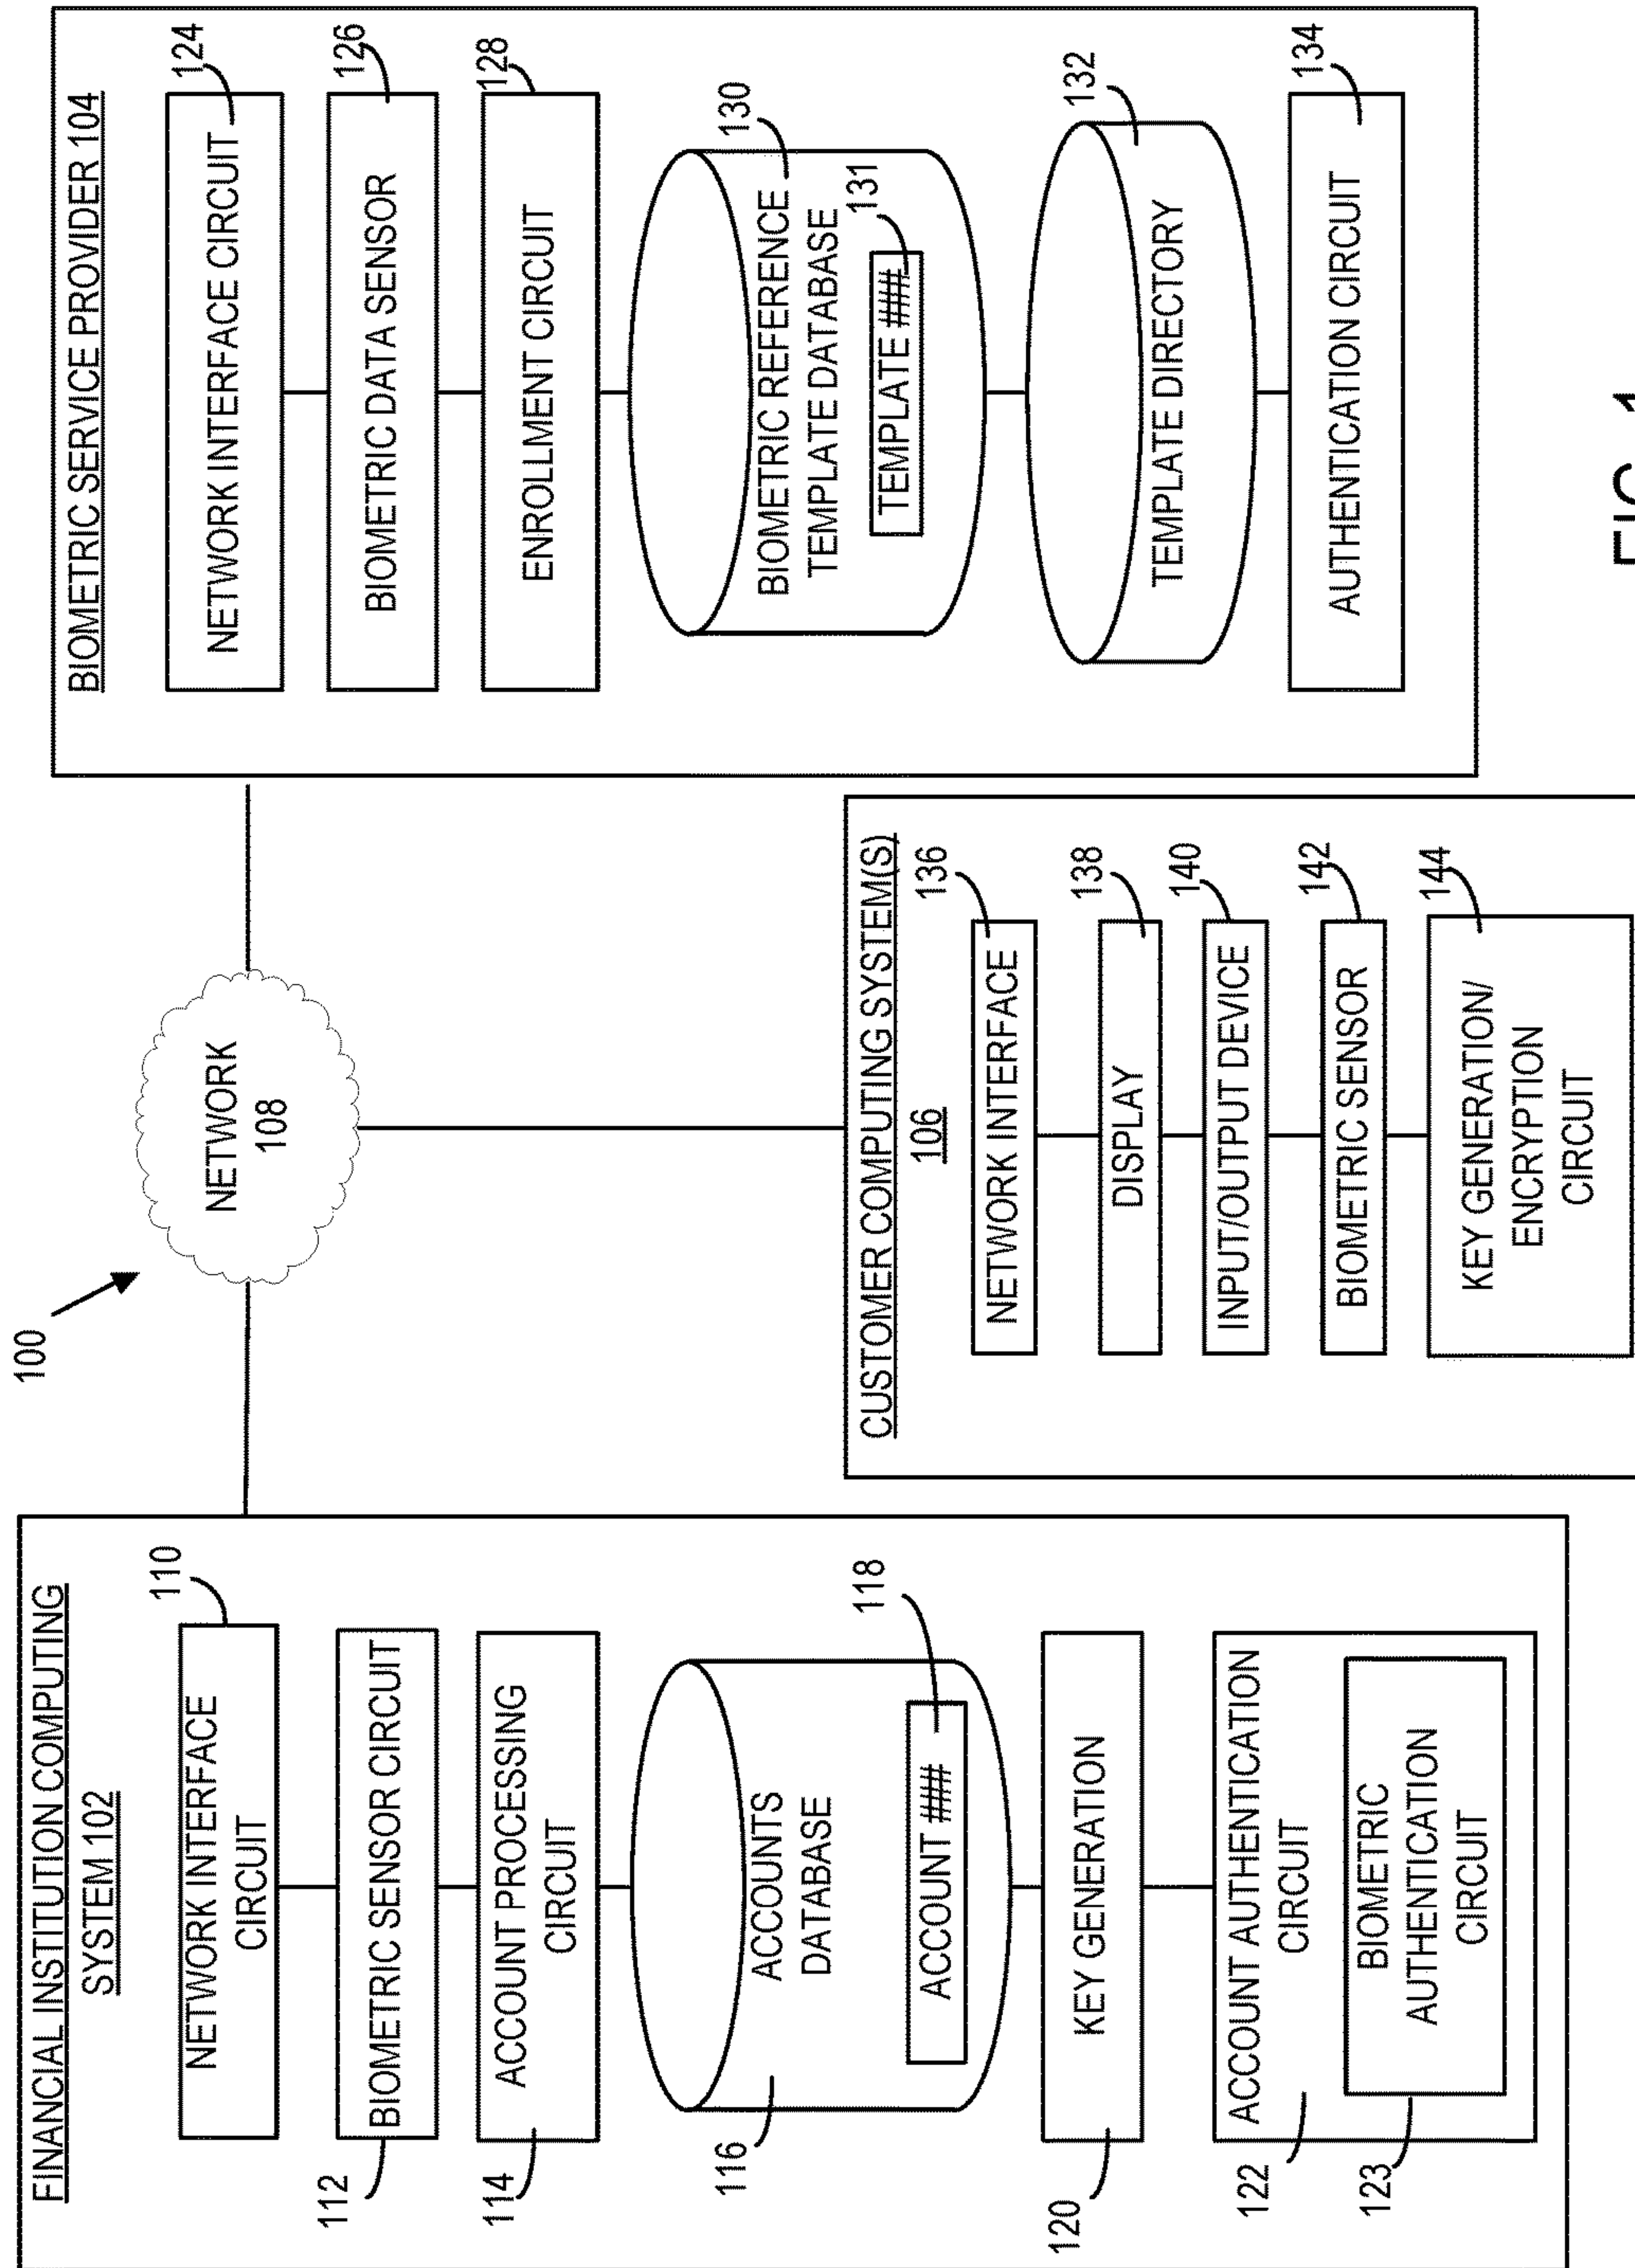 100
FINANCIAL INSTITUTION COMPUTING
SYSTEM 102
NETWORK INTERFACE
CIRCUIT
110
BIOMETRIC SENSOR CIRCUIT
112
ACCOUNT PROCESSING
CIRCUIT
114
ACCOUNTS
DATABASE
116
ACCOUNT ###
118
KEY GENERATION
120
ACCOUNT AUTHENTICATION
CIRCUIT
122
BIOMETRIC
AUTHENTICATION
CIRCUIT
123
NETWORK
108
CUSTOMER COMPUTING SYSTEM(S)
106
NETWORK INTERFACE
136
DISPLAY
138
INPUT/OUTPUT DEVICE
140
BIOMETRIC SENSOR
142
KEY GENERATION/
ENCRYPTION
CIRCUIT
144
BIOMETRIC SERVICE PROVIDER 104
NETWORK INTERFACE CIRCUIT
124
BIOMETRIC DATA SENSOR
126
ENROLLMENT CIRCUIT
128
BIOMETRIC REFERENCE
TEMPLATE DATABASE
130
TEMPLATE ###
131
TEMPLATE DIRECTORY
132
AUTHENTICATION CIRCUIT
134
FIG. 1